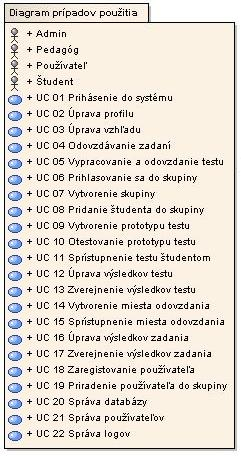 Diagram prípadov použitia
+ Admin
+ Pedagóg
+ Používateľ
+ Študent
+ UC 01 Prihásenie do systému
+ UC 02 Úprava profilu
+ UC 03 Úprava vzhľadu
+ UC 04 Odovzdávanie zadaní
+ UC 05 Vypracovanie a odovzdanie testu
+ UC 06 Prihlasovanie sa do skupiny
+ UC 07 Vytvorenie skupiny
+ UC 08 Pridanie študenta do skupiny
+ UC 09 Vytvorenie prototypu testu
+ UC 10 Otestovanie prototypu testu
+ UC 11 Sprístupnenie testu študentom
+ UC 12 Úprava výsledkov testu
+ UC 13 Zverejnenie výsledkov testu
+ UC 14 Vytvorenie miesta odovzdania
+ UC 15 Sprístupnenie miesta odovzdania
+ UC 16 Úprava výsledkov zadania
+ UC 17 Zverejnenie výsledkov zadania
+ UC 18 Zaregistovanie používateľa
+ UC 19 Priradenie používateľa do skupiny
+ UC 20 Správa databázy
+ UC 21 Správa používateľov
+ UC 22 Správa logov